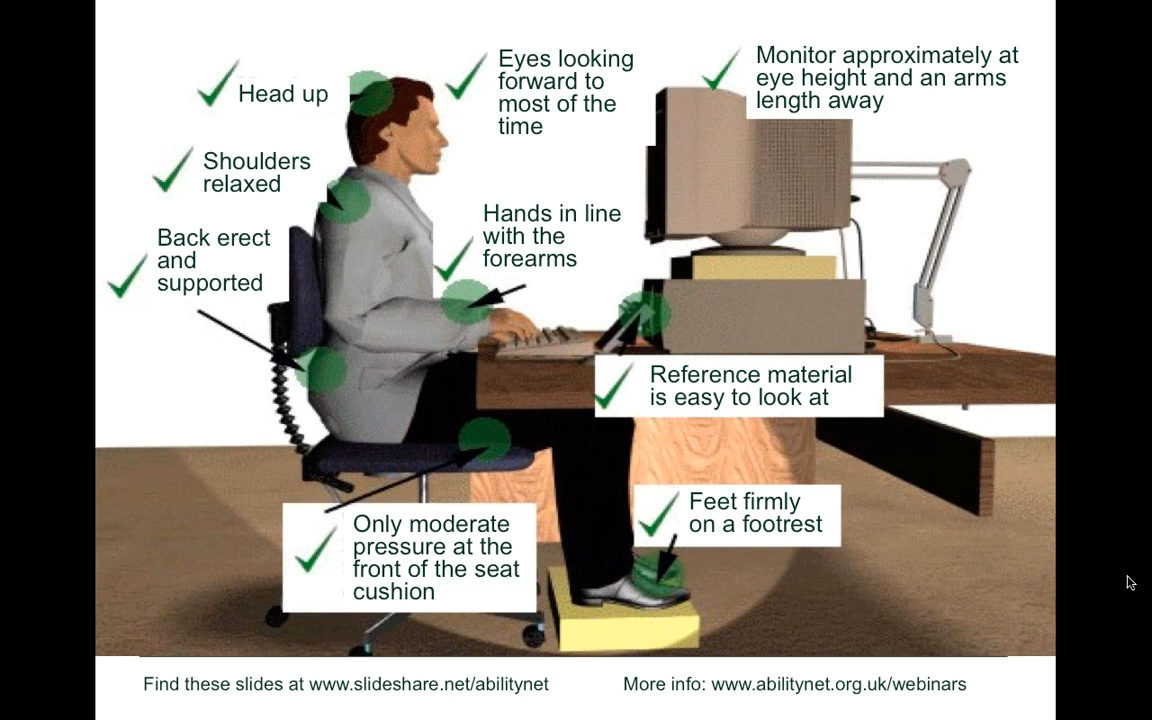 Head up
Eyes looking
forward to
most of the
time
Monitor approximately at
eye height and an arms
length away
Shoulders
relaxed
Hands in line
with the
forearms
Back erect
and
supported
Reference material
is easy to look at
Feet firmly
on a footrest
Only moderate
pressure at the
front of the seat
cushion
Find these slides at www.slideshare.net/abilitynet
More info: www.abilitynet.org.uk/webinars